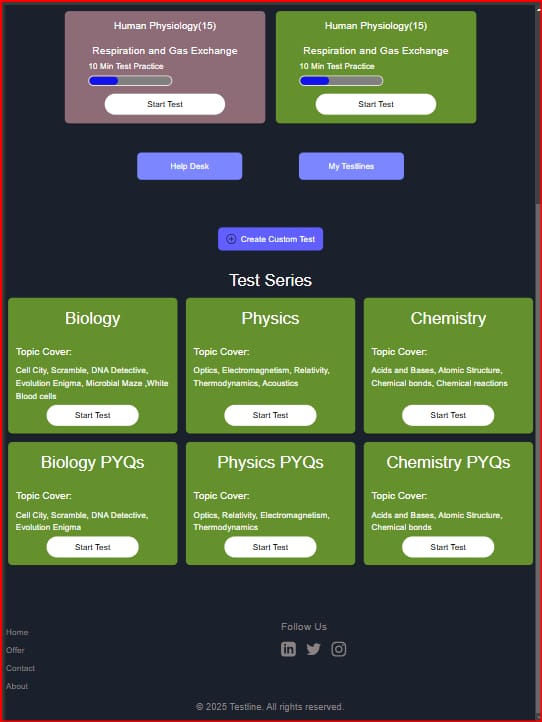 Human Physiology(15)
Respiration and Gas Exchange
10 Min Test Practice
Start Test
Human Physiology(15)
Respiration and Gas Exchange
10 Min Test Practice
Start Test
Help Desk
My Testlines
Create Custom Test
Test Series
Biology
Topic Cover:
Cell City, Scramble, DNA Detective,
Evolution Enigma, Microbial Maze ,White
Blood cells
Start Test
Physics
Topic Cover:
Optics, Electromagnetism, Relativity,
Thermodynamics, Acoustics
Start Test
Chemistry
Topic Cover:
Acids and Bases, Atomic Structure,
Chemical bonds, Chemical reactions
Start Test
Biology PYQs
Topic Cover:
Cell City, Scramble, DNA Detective,
Evolution Enigma
Start Test
Physics PYQs
Topic Cover:
Optics, Relativity, Electromagnetism,
Thermodynamics
Start Test
Chemistry PYQs
Topic Cover:
Acids and Bases, Atomic Structure,
Chemical bonds
Start Test
Home
Offer
Contact
About
Follow Us
© 2025 Testline. All rights reserved.